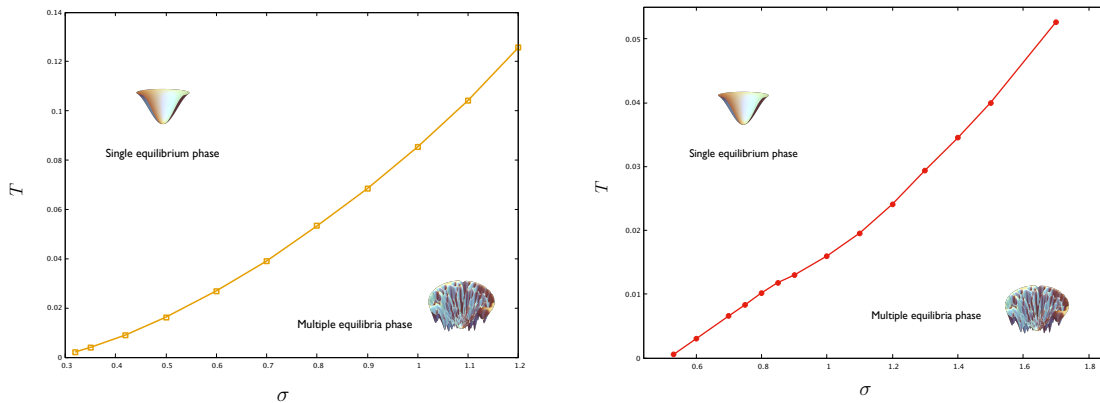 0.14
0.12
0.1
0.08
0.06
0.04
0.02
0
T
Single equilibrium phase
Multiple equilibria phase
0.3 0.4 0.5 0.6 0.7 0.8 0.9 1 1.1 1.2
σ
0.05
0.04
0.03
0.02
0.01
0
T
Single equilibrium phase
Multiple equilibria phase
0.6 0.8 1 1.2 1.4 1.6 1.8
σ